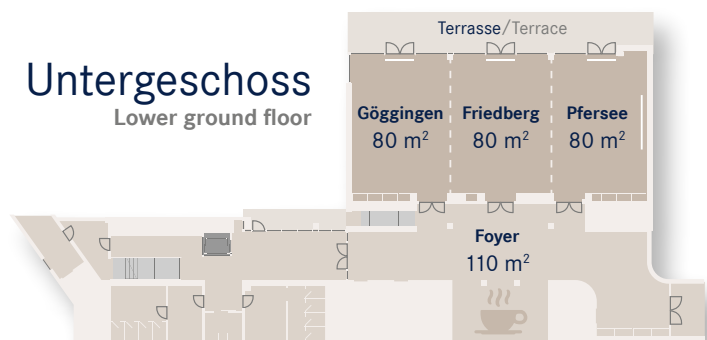 Terrasse/Terrace
Untergeschoss
Lower ground floor
Göggingen
80 m²
Friedberg
80 m²
Pfersee
80 m²
Foyer
110 m²